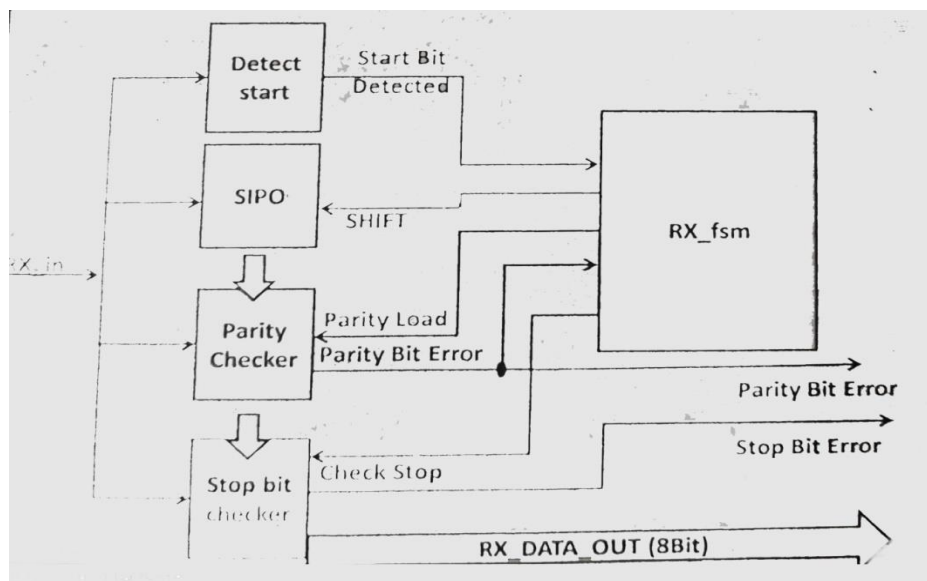 Detect
start
Start Bit
Detected
SIPO
SHIFT
RX_fsm
RX_in
Parity
Checker
Parity Load
Parity Bit Error
Parity Bit Error
Stop Bit Error
Check Stop
Stop bit
checker
RX_DATA_OUT (8Bit)